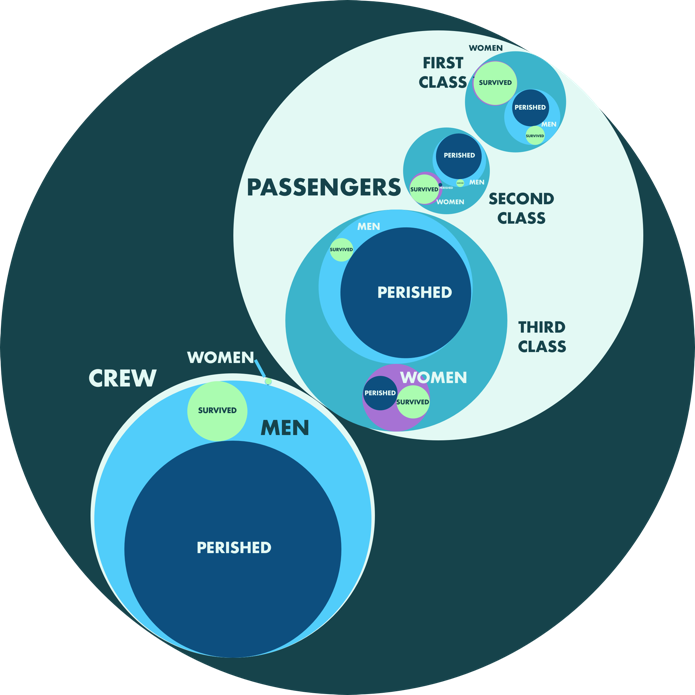 WOMEN
FIRST
CLASS
SURVIVED
PERISHED
MEN
SURVIVED
PERISHED
PASSENGERS
SURVIVED
MEN
WOMEN
SECOND
CLASS
MEN
SURVIVED
PERISHED
THIRD
CLASS
WOMEN
PERISHED
SURVIVED
WOMEN
CREW
SURVIVED
MEN
PERISHED